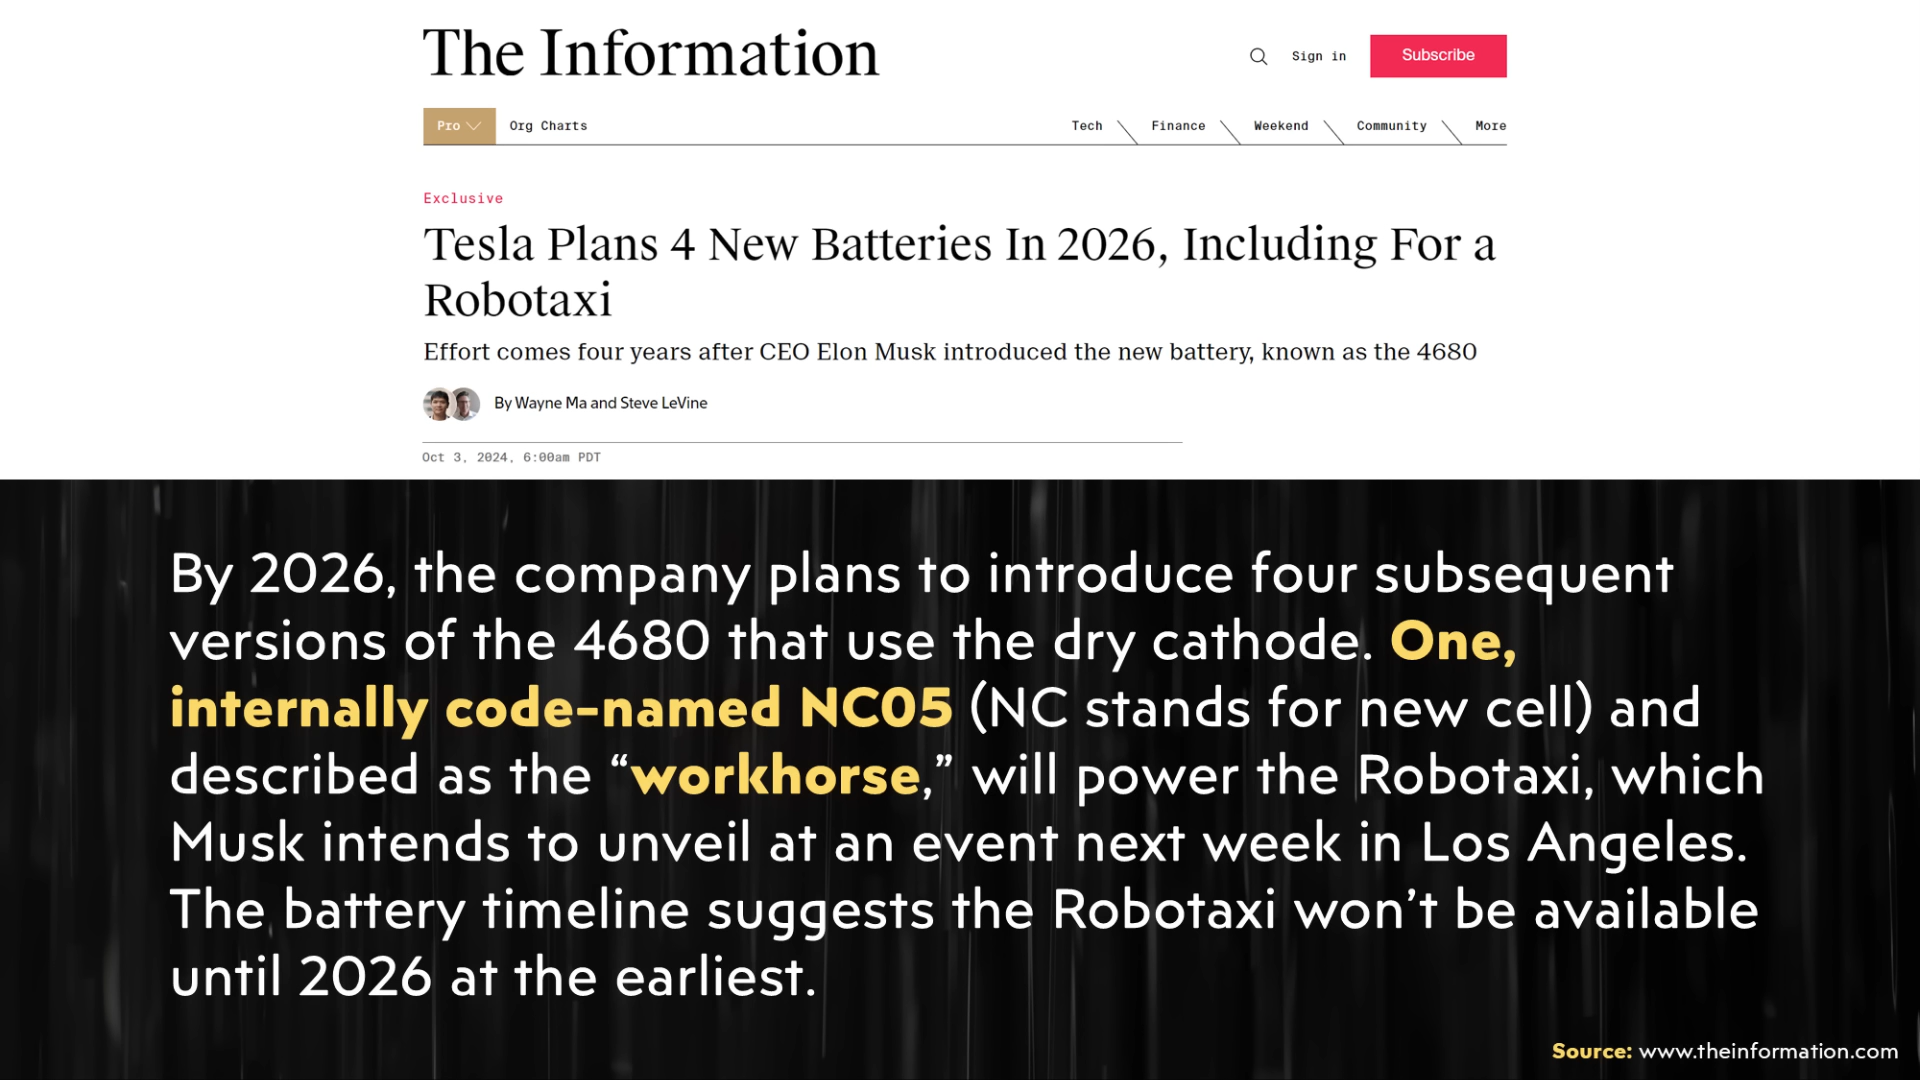 The Information
Sign in
Subscribe
Pro
Org Charts
Tech
Finance
Weekend
Community
More
Exclusive
Tesla Plans 4 New Batteries In 2026, Including For a
Robotaxi
Effort comes four years after CEO Elon Musk introduced the new battery, known as the 4680
By Wayne Ma and Steve LeVine
Oct 3, 2024, 6:00am PDT
By 2026, the company plans to introduce four subsequent
versions of the 4680 that use the dry cathode. One,
internally code-named NC05 (NC stands for new cell) and
described as the “workhorse,” will power the Robotaxi, which
Musk intends to unveil at an event next week in Los Angeles.
The battery timeline suggests the Robotaxi won’t be available
until 2026 at the earliest.
Source: www.theinformation.com